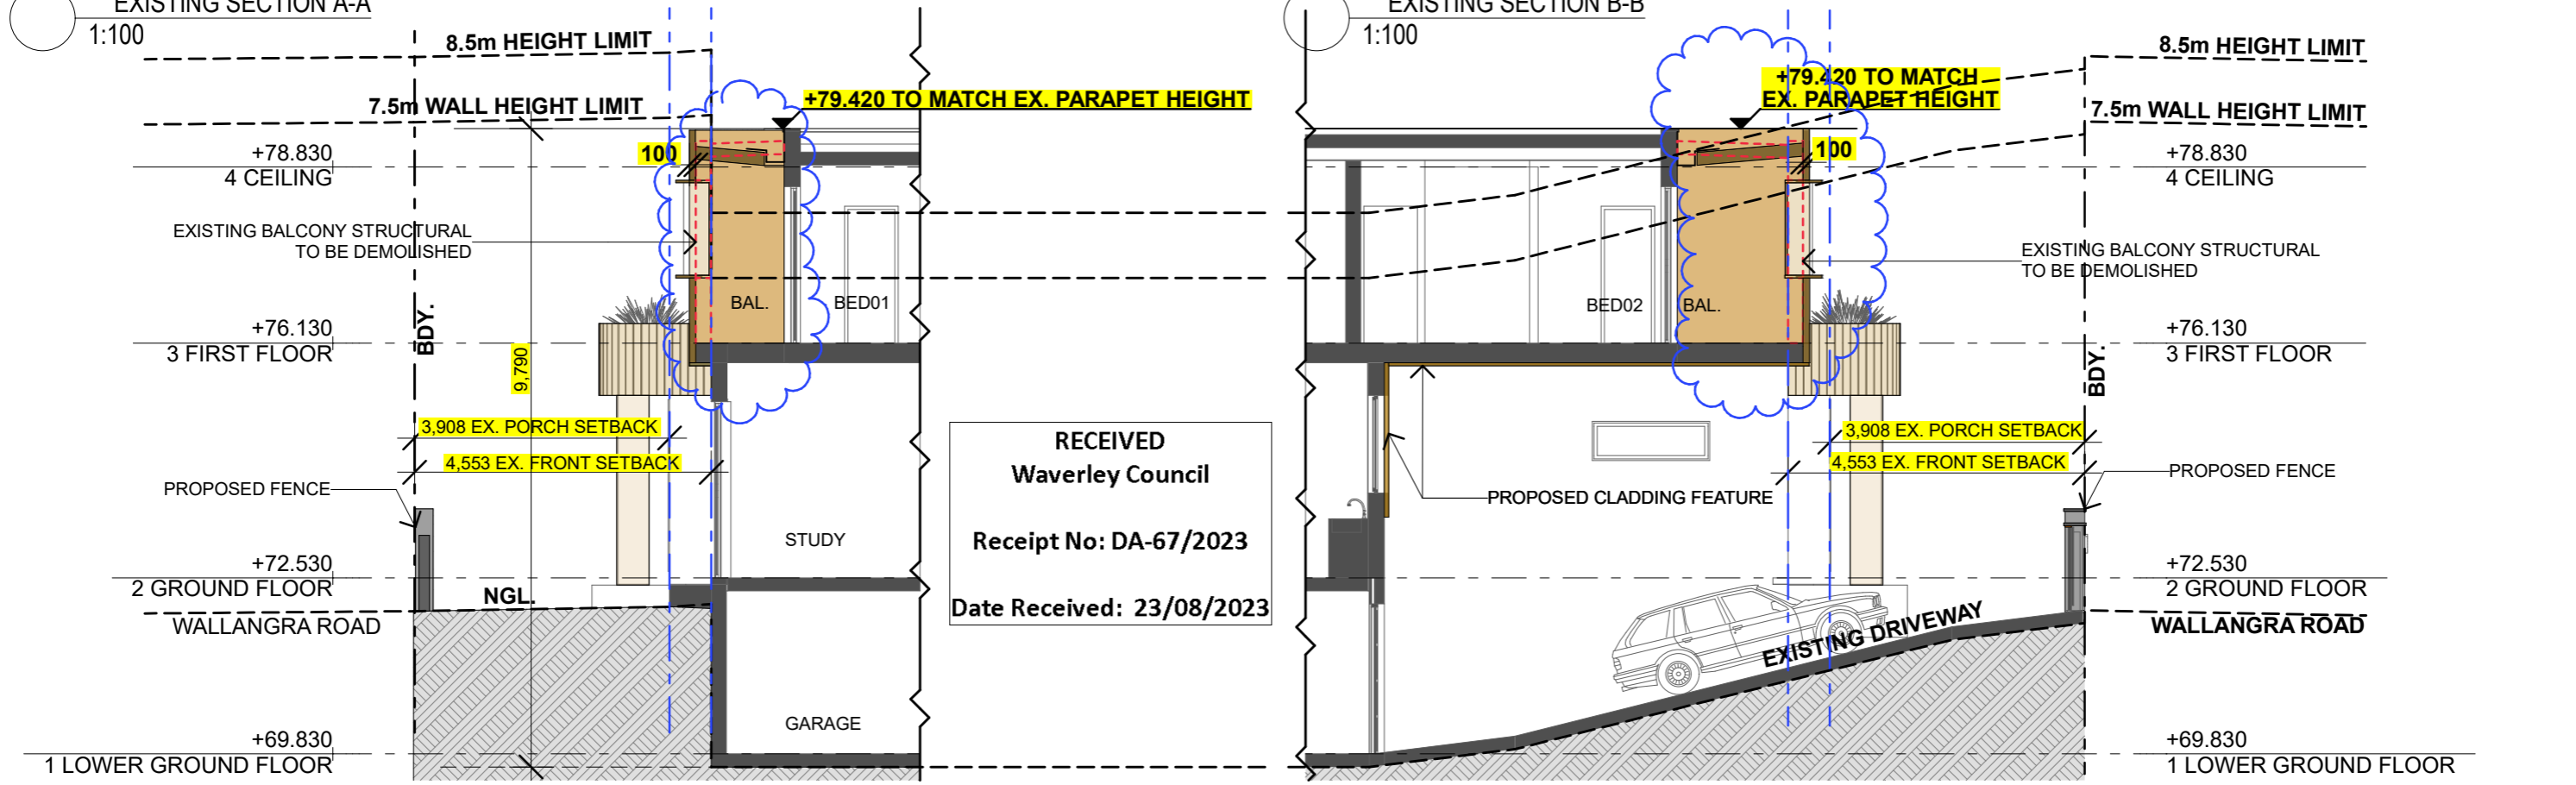 EXISTING SECTION A-A
1:100
8.5m HEIGHT LIMIT
7.5m WALL HEIGHT LIMIT
+79.420 TO MATCH EX. PARAPET HEIGHT
100
+78.830
4 CEILING
EXISTING BALCONY STRUCTURAL
TO BE DEMOLISHED
BAL.
BED01
+76.130
3 FIRST FLOOR
BDY.
9,790
3,908 EX. PORCH SETBACK
4,553 EX. FRONT SETBACK
PROPOSED FENCE
STUDY
+72.530
2 GROUND FLOOR
NGL.
WALLANGRA ROAD
GARAGE
+69.830
1 LOWER GROUND FLOOR
RECEIVED
Waverley Council
Receipt No: DA-67/2023
Date Received: 23/08/2023
EXISTING SECTION B-B
1:100
8.5m HEIGHT LIMIT
+79.420 TO MATCH
EX. PARAPET HEIGHT
7.5m WALL HEIGHT LIMIT
100
+78.830
4 CEILING
EXISTING BALCONY STRUCTURAL
TO BE DEMOLISHED
BED02
BAL.
+76.130
3 FIRST FLOOR
BDY.
3,908 EX. PORCH SETBACK
4,553 EX. FRONT SETBACK
PROPOSED FENCE
PROPOSED CLADDING FEATURE
+72.530
2 GROUND FLOOR
WALLANGRA ROAD
EXISTING DRIVEWAY
+69.830
1 LOWER GROUND FLOOR